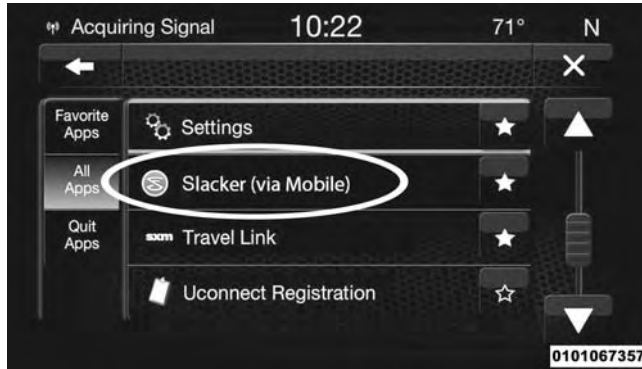 Acquiring Signal 10:22 71° N
Favorite
Apps
All
Apps
Quit
Apps
Settings
Slacker (via Mobile)
sxm Travel Link
Uconnect Registration
0101067357